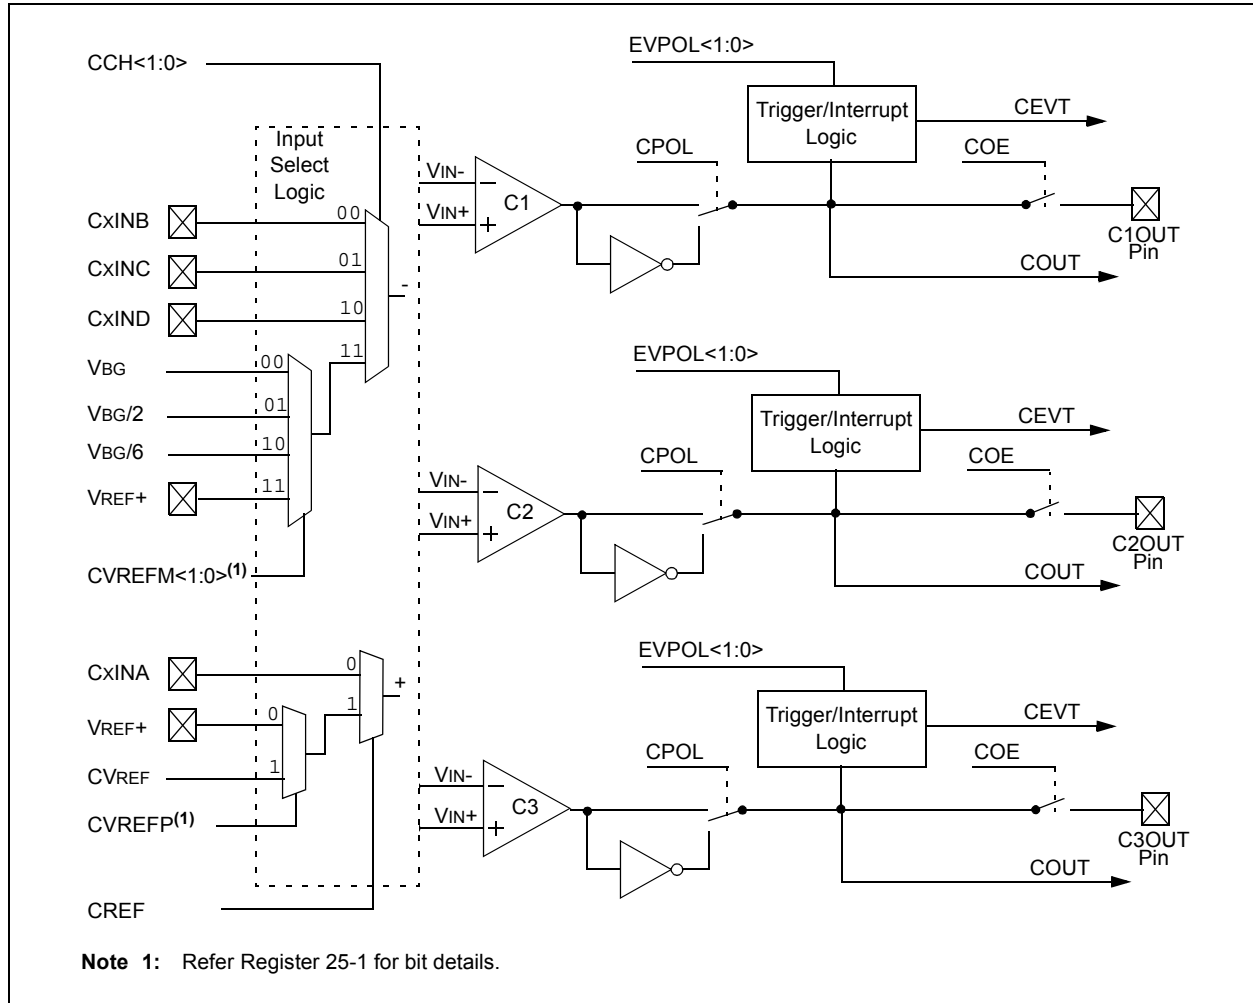 CCH<1:0>
Input
Select
Logic
CXINB
00
CXINC
01
CXIND
10
-
11
VBG
00
VBG/2
01
VBG/6
10
VREF+
11
CVREFM<1:0>(1)
CXINA
0
+
VREF+
0
1
CVREF
1
CVREFP(1)
CREF
EVPOL<1:0>
Trigger/Interrupt
Logic
CEVT
CPOL
COE
VIN-
-
C1
VIN+
+
C1OUT
Pin
COUT
EVPOL<1:0>
Trigger/Interrupt
Logic
CEVT
CPOL
COE
VIN-
-
C2
VIN+
+
C2OUT
Pin
COUT
EVPOL<1:0>
Trigger/Interrupt
Logic
CEVT
CPOL
COE
VIN-
-
C3
VIN+
+
C3OUT
Pin
COUT
Note 1: Refer Register 25-1 for bit details.